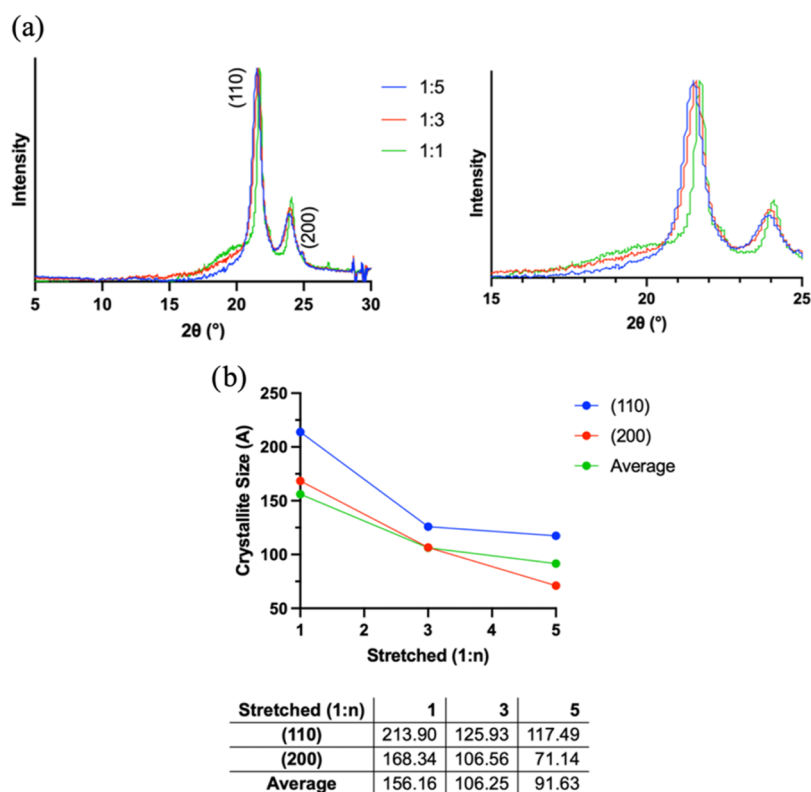 (a)
(110)
(200)
1:5
1:3
1:1
Intensity
5 10 15 20 25 30
2θ (°)
Intensity
15 20 25
2θ (°)
(b)
250
200
150
100
50
Crystallite Size (A)
1 2 3 4 5
Stretched (1:n)
(110)
(200)
Average
Stretched (1:n) 1 3 5
(110) 213.90 125.93 117.49
(200) 168.34 106.56 71.14
Average 156.16 106.25 91.63